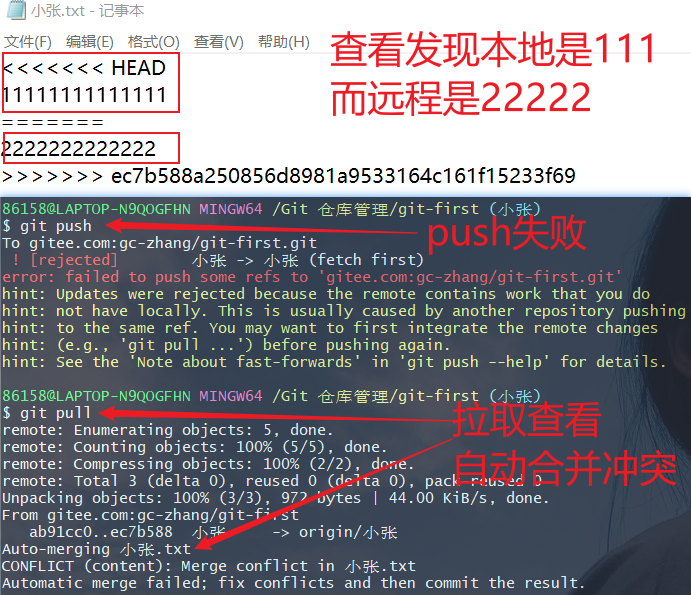 小张.txt - 记事本
文件(F) 编辑(E) 格式(O) 查看(V) 帮助(H)
<<<<<<< HEAD
11111111111111
=======
2222222222222
>>>>>>> ec7b588a250856d8981a9533164c161f15233f69
查看发现本地是111
而远程是22222
86158@LAPTOP-N9QOGFHN MINGW64 /Git 仓库管理/git-first (小张)
$ git push
push失败
To gitee.com:gc-zhang/git-first.git
! [rejected] 小张 -> 小张 (fetch first)
error: failed to push some refs to 'gitee.com:gc-zhang/git-first.git'
hint: Updates were rejected because the remote contains work that you do
hint: not have locally. This is usually caused by another repository pushing
hint: to the same ref. You may want to first integrate the remote changes
hint: (e.g., 'git pull ...') before pushing again.
hint: See the 'Note about fast-forwards' in 'git push --help' for details.
86158@LAPTOP-N9QOGFHN MINGW64 /Git 仓库管理/git-first (小张)
$ git pull
拉取查看
自动合并冲突
remote: Enumerating objects: 5, done.
remote: Counting objects: 100% (5/5), done.
remote: Compressing objects: 100% (2/2), done.
remote: Total 3 (delta 0), reused 0 (delta 0), pack-reused 0
Unpacking objects: 100% (3/3), 972 bytes | 44.00 KiB/s, done.
From gitee.com:gc-zhang/git-first
ab91cc0..ec7b588 小张 -> origin/小张
Auto-merging 小张.txt
CONFLICT (content): Merge conflict in 小张.txt
Automatic merge failed; fix conflicts and then commit the result.